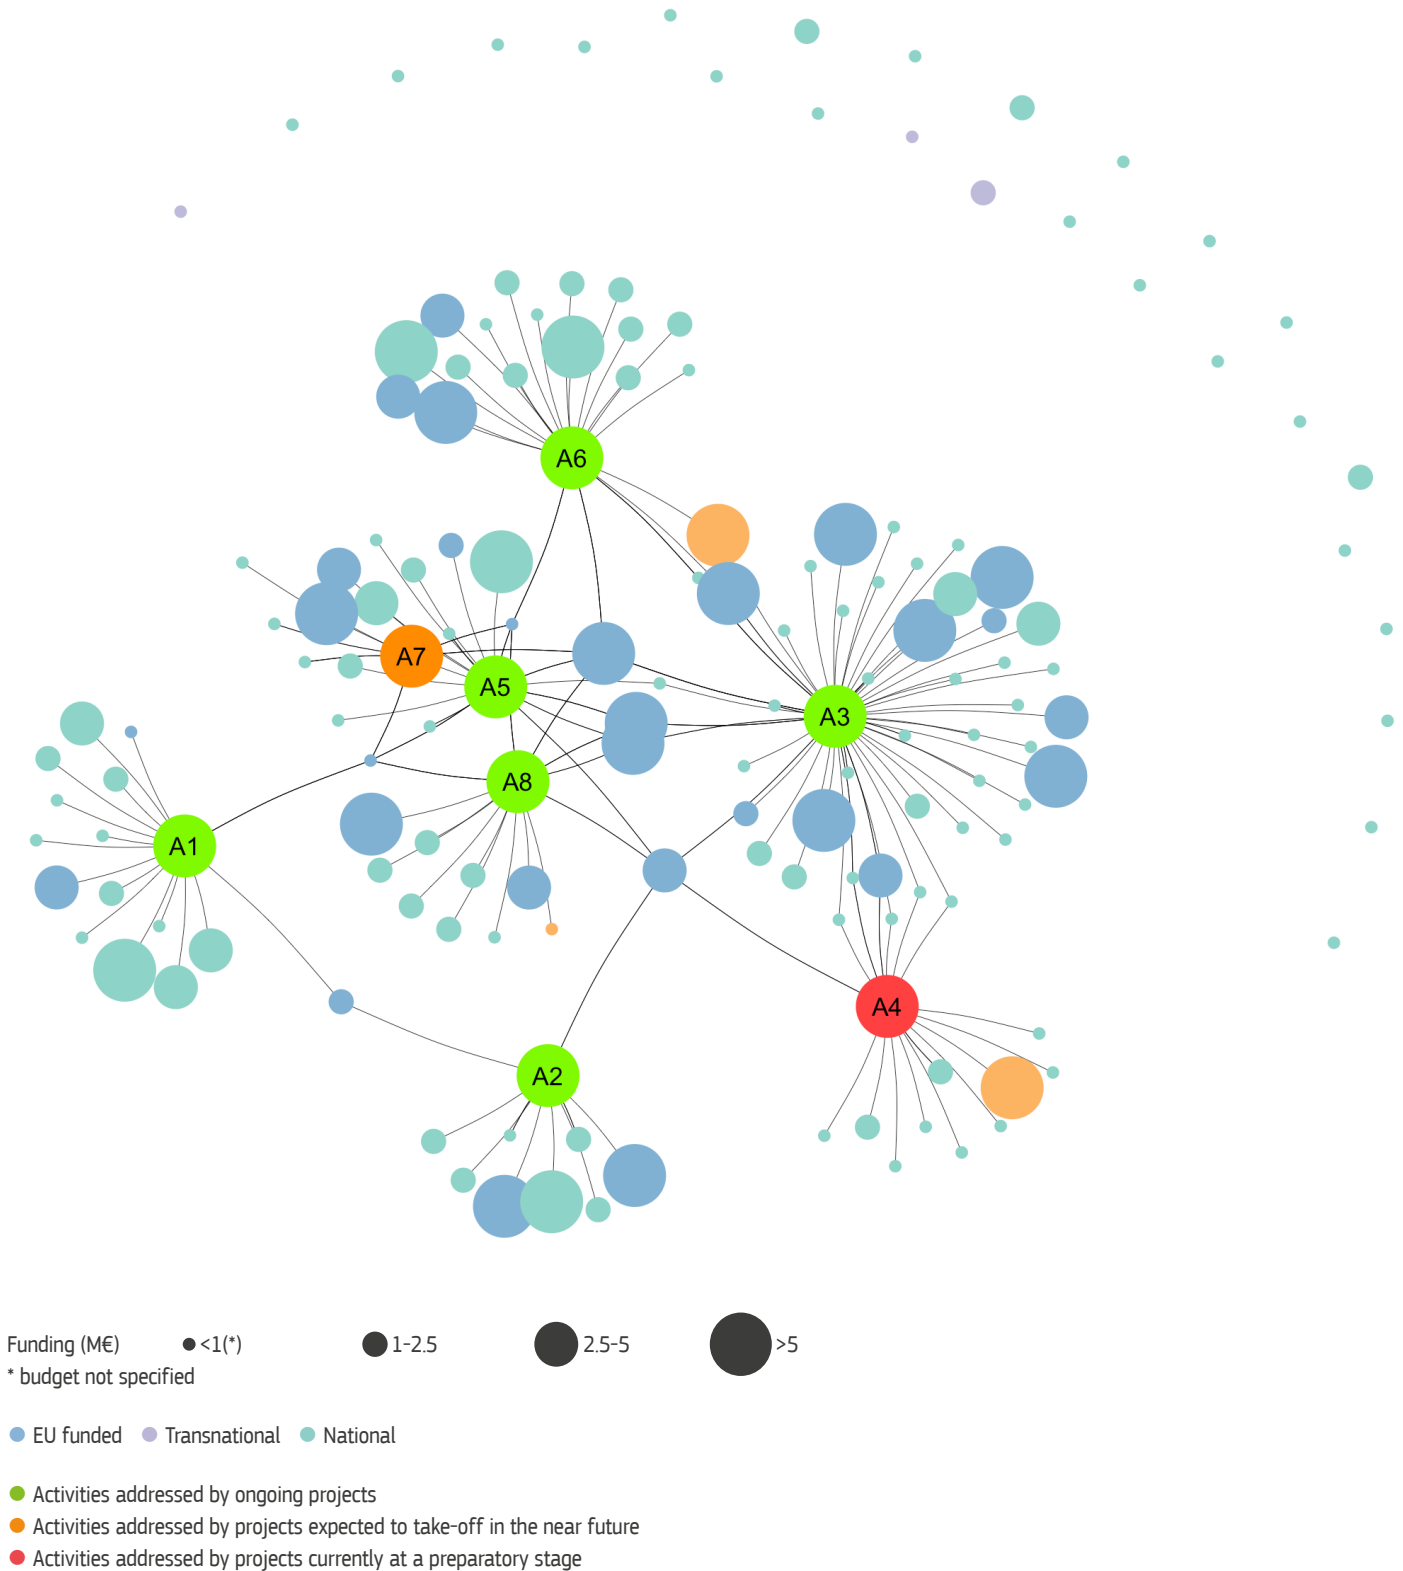 A6
A7
A5
A3
A8
A1
A4
A2
Funding (M€) <1(*) 1-2.5 2.5-5 >5
* budget not specified
EU funded Transnational National
Activities addressed by ongoing projects
Activities addressed by projects expected to take-off in the near future
Activities addressed by projects currently at a preparatory stage